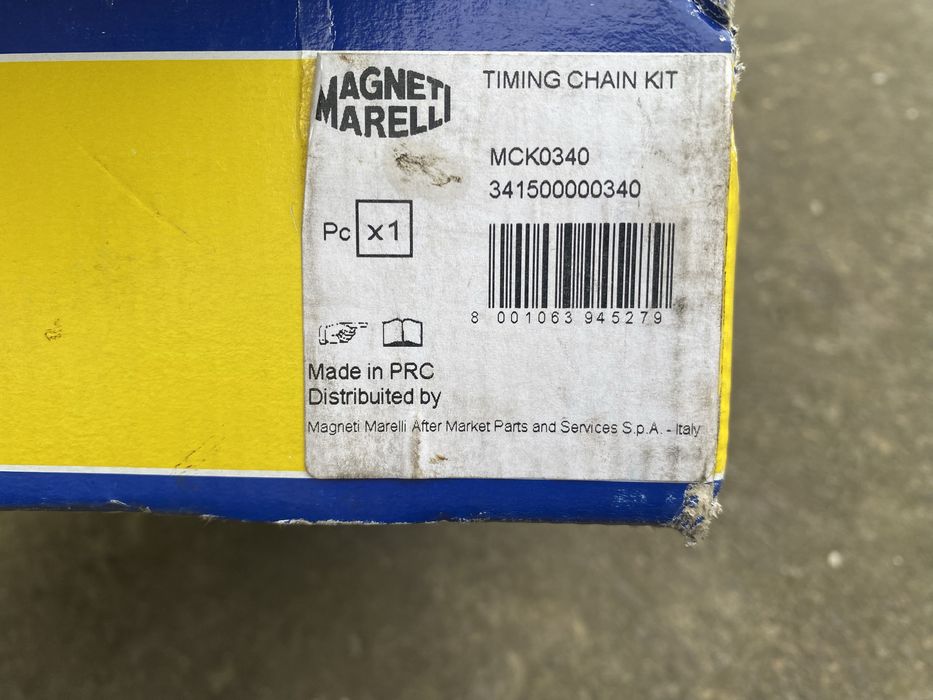 MAGNETI
MARELLI
TIMING CHAIN KIT
MCK0340
341500000340
Pc x1
8 001063 945279
Made in PRC
Distribuited by
Magneti Marelli After Market Parts and Services S.p.A. - Italy